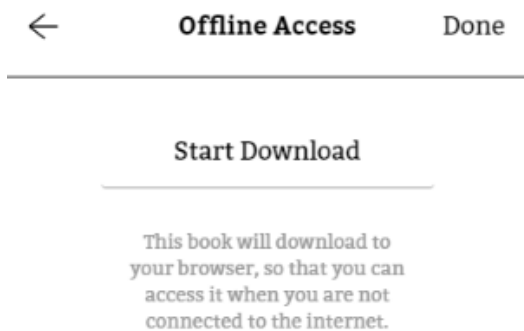 Offline Access Done
Start Download
This book will download to
your browser, so that you can
access it when you are not
connected to the internet.